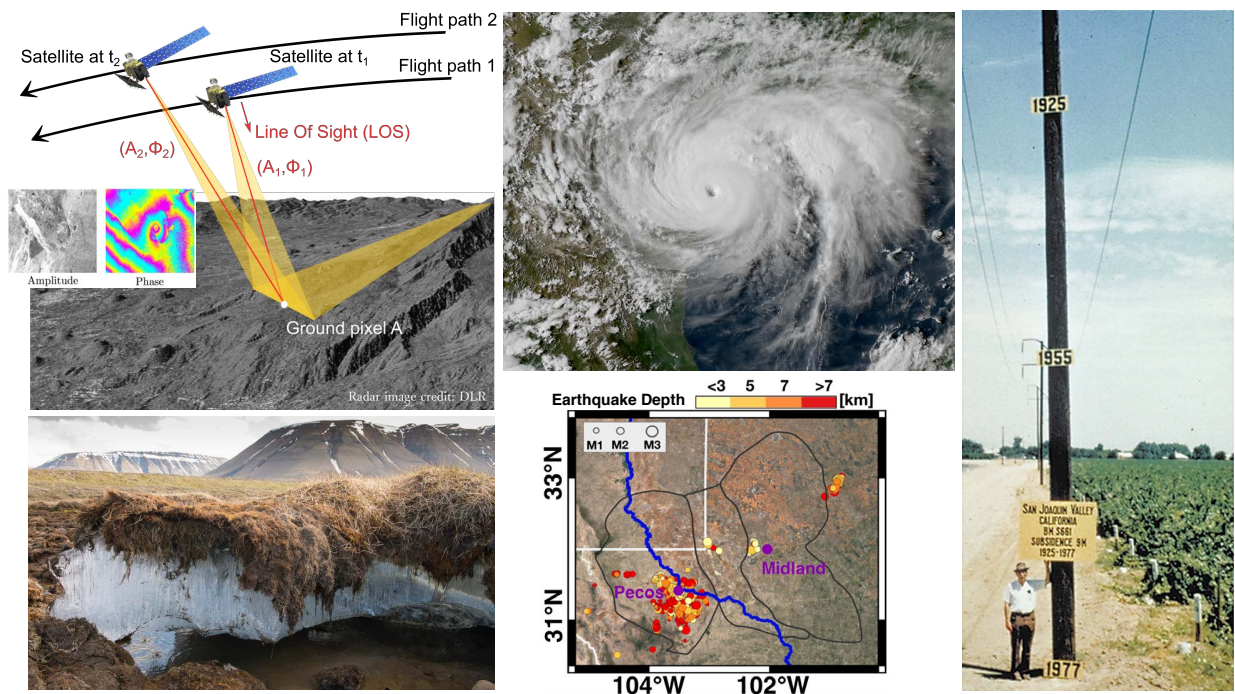 Flight path 2
Satellite at t₂
Satellite at t₁
Flight path 1
Line Of Sight (LOS)
(A₂,Φ₂)
(A₁,Φ₁)
Amplitude
Phase
Ground pixel A
Radar image credit: DLR
Earthquake Depth
<3 5 7 >7 [km]
M1 M2 M3
33°N
31°N
Midland
Pecos
104°W 102°W
1925
1955
SAN JOAQUIN VALLEY
CALIFORNIA
BM S661
SUBSIDENCE 9M
1925-1977
1977